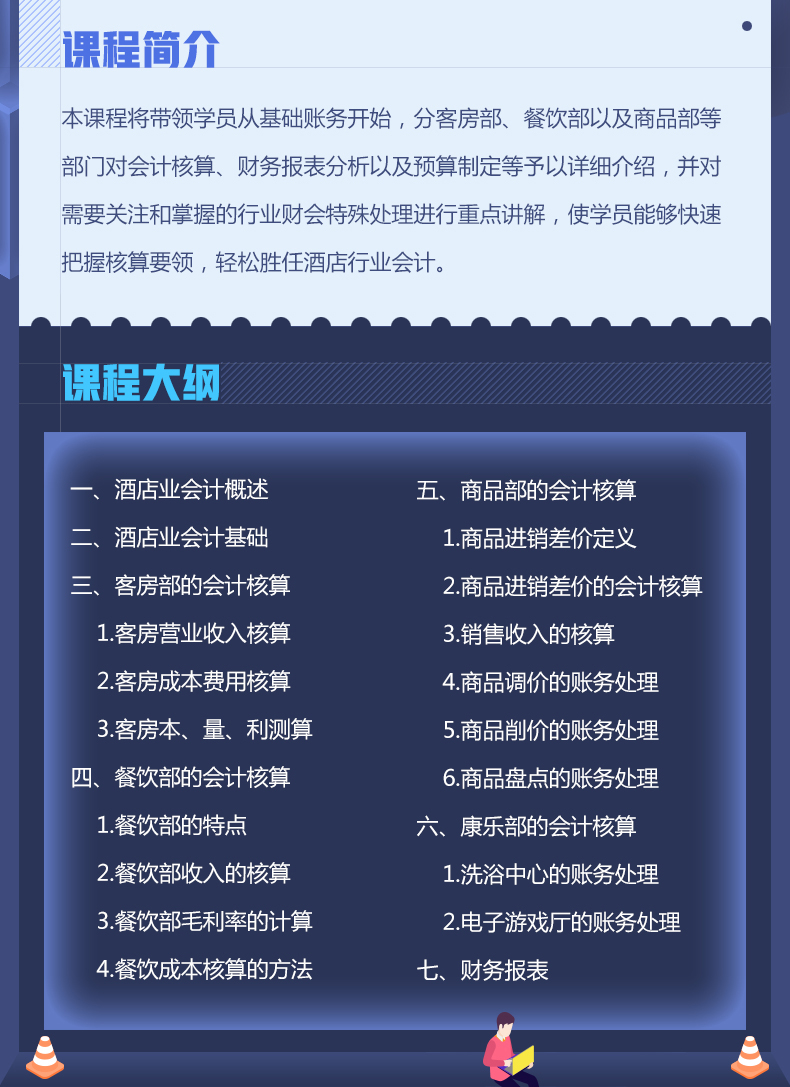 课程简介
本课程将带领学员从基础账务开始，分客房部、餐饮部以及商品部等
部门对会计核算、财务报表分析以及预算制定等予以详细介绍，并对
需要关注和掌握的行业财会特殊处理进行重点讲解，使学员能够快速
把握核算要领，轻松胜任酒店行业会计。
课程大纲
一、酒店业会计概述
二、酒店业会计基础
三、客房部的会计核算
1.客房营业收入核算
2.客房成本费用核算
3.客房本、量、利测算
四、餐饮部的会计核算
1.餐饮部的特点
2.餐饮部收入的核算
3.餐饮部毛利率的计算
4.餐饮成本核算的方法
五、商品部的会计核算
1.商品进销差价定义
2.商品进销差价的会计核算
3.销售收入的核算
4.商品调价的账务处理
5.商品削价的账务处理
6.商品盘点的账务处理
六、康乐部的会计核算
1.洗浴中心的账务处理
2.电子游戏厅的账务处理
七、财务报表